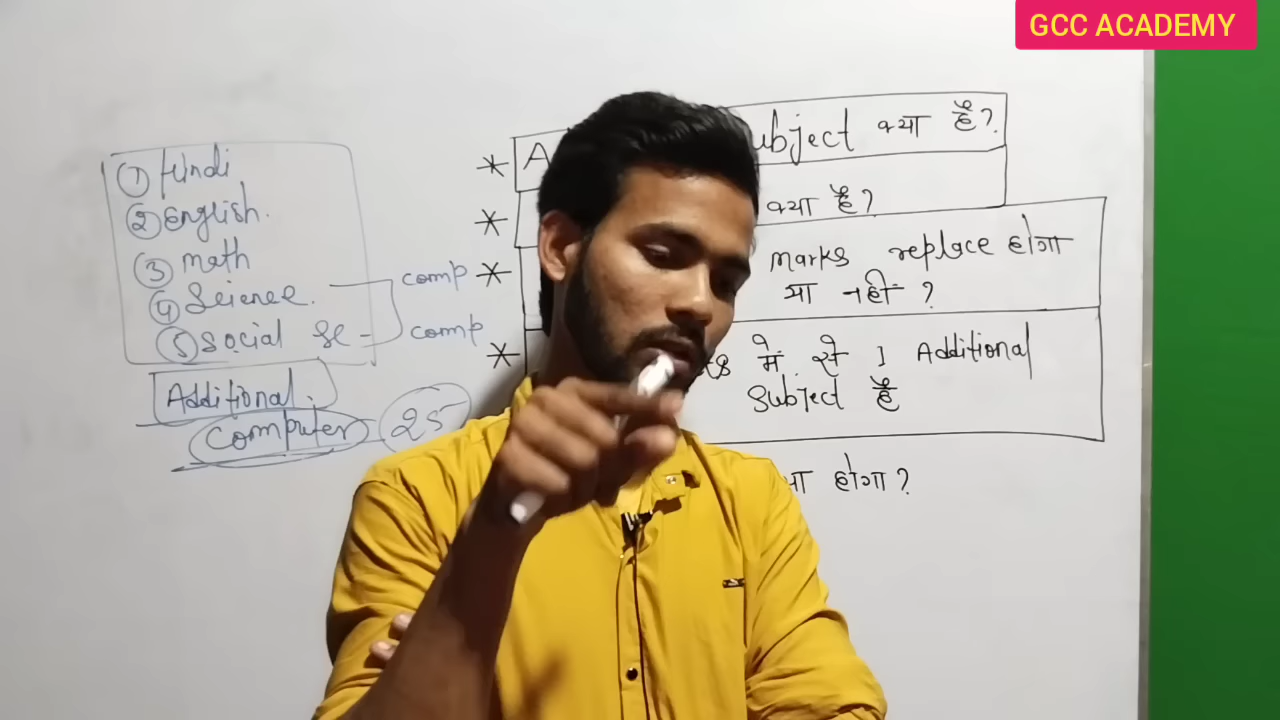 GCC ACADEMY
① Hindi
② English.
③ math
④ Science.
⑤ Social Sc
comp
comp
Additional.
Computer 25
* A ubject क्या है?
* क्या है?
* marks replace होगा
या नहीं ?
* में से 1 Additional
Subject है
होगा ?